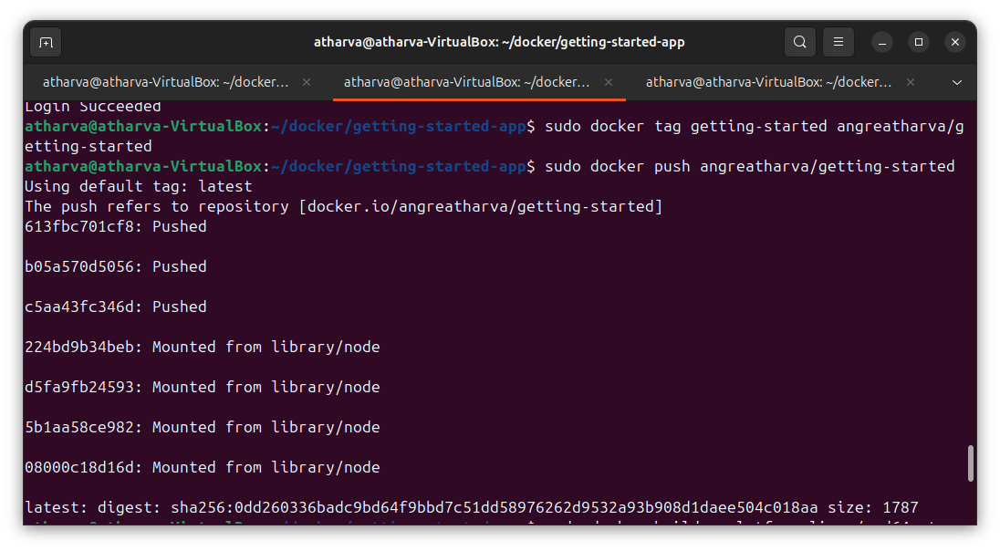 atharva@atharva-VirtualBox: ~/docker/getting-started-app
atharva@atharva-VirtualBox: ~/docker...
atharva@atharva-VirtualBox: ~/docker...
atharva@atharva-VirtualBox: ~/docker...
Login Succeeded
atharva@atharva-VirtualBox:~/docker/getting-started-app$ sudo docker tag getting-started angreatharva/g
etting-started
atharva@atharva-VirtualBox:~/docker/getting-started-app$ sudo docker push angreatharva/getting-started
Using default tag: latest
The push refers to repository [docker.io/angreatharva/getting-started]
613fbc701cf8: Pushed
b05a570d5056: Pushed
c5aa43fc346d: Pushed
224bd9b34beb: Mounted from library/node
d5fa9fb24593: Mounted from library/node
5b1aa58ce982: Mounted from library/node
08000c18d16d: Mounted from library/node
latest: digest: sha256:0dd260336badc9bd64f9bbd7c51dd58976262d9532a93b908d1daee504c018aa size: 1787